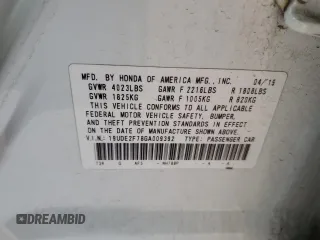 MFD. BY HONDA OF AMERICA MFG., INC. 04/15
GVWR 4023LBS GAWR F 2216LBS R 1808LBS
GVWR 1825KG GAWR F 1005KG R 820KG
THIS VEHICLE CONFORMS TO ALL APPLICABLE
FEDERAL MOTOR VEHICLE SAFETY, BUMPER,
AND THEFT PREVENTION STANDARDS IN EFFECT ON
THE DATE OF MANUFACTURE SHOWN ABOVE.
V.I.N.: 19UDE2F78GA009392 TYPE: PASSENGER CAR
AutoBidCar